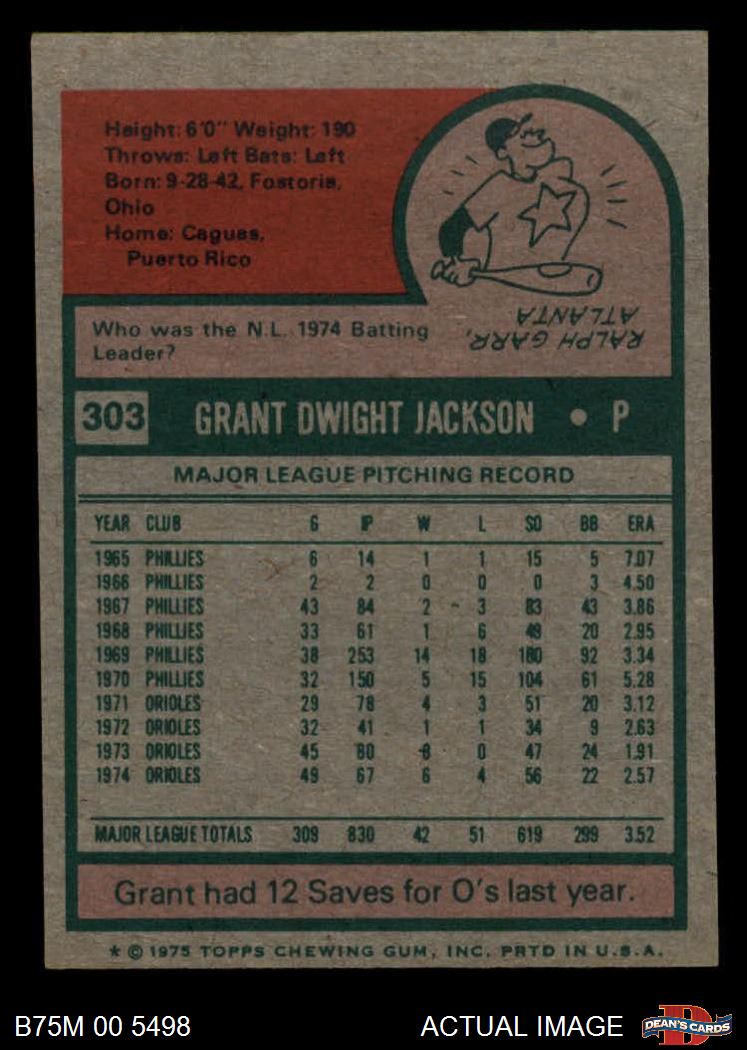 Height: 6'0" Weight: 190
Throws: Left Bats: Left
Born: 9-28-42, Fostoria,
Ohio
Home: Caguas,
Puerto Rico
Who was the N.L. 1974 Batting
Leader?
RALPH GARR,
ATLANTA
303 GRANT DWIGHT JACKSON • P
MAJOR LEAGUE PITCHING RECORD
YEAR CLUB G IP W L SO BB ERA
1965 PHILLIES 6 14 1 1 15 5 7.07
1966 PHILLIES 2 2 0 0 0 3 4.50
1967 PHILLIES 43 84 2 3 83 43 3.86
1968 PHILLIES 33 61 1 6 49 20 2.95
1969 PHILLIES 38 253 14 18 180 92 3.34
1970 PHILLIES 32 150 5 15 104 61 5.28
1971 ORIOLES 29 78 4 3 51 20 3.12
1972 ORIOLES 32 41 1 1 34 9 2.63
1973 ORIOLES 45 80 8 0 47 24 1.91
1974 ORIOLES 49 67 6 4 56 22 2.57
MAJOR LEAGUE TOTALS 309 830 42 51 619 299 3.52
Grant had 12 Saves for O's last year.
* © 1975 TOPPS CHEWING GUM, INC. PRTD IN U.S.A.
B75M 00 5498 ACTUAL IMAGE D DEAN'S CARDS